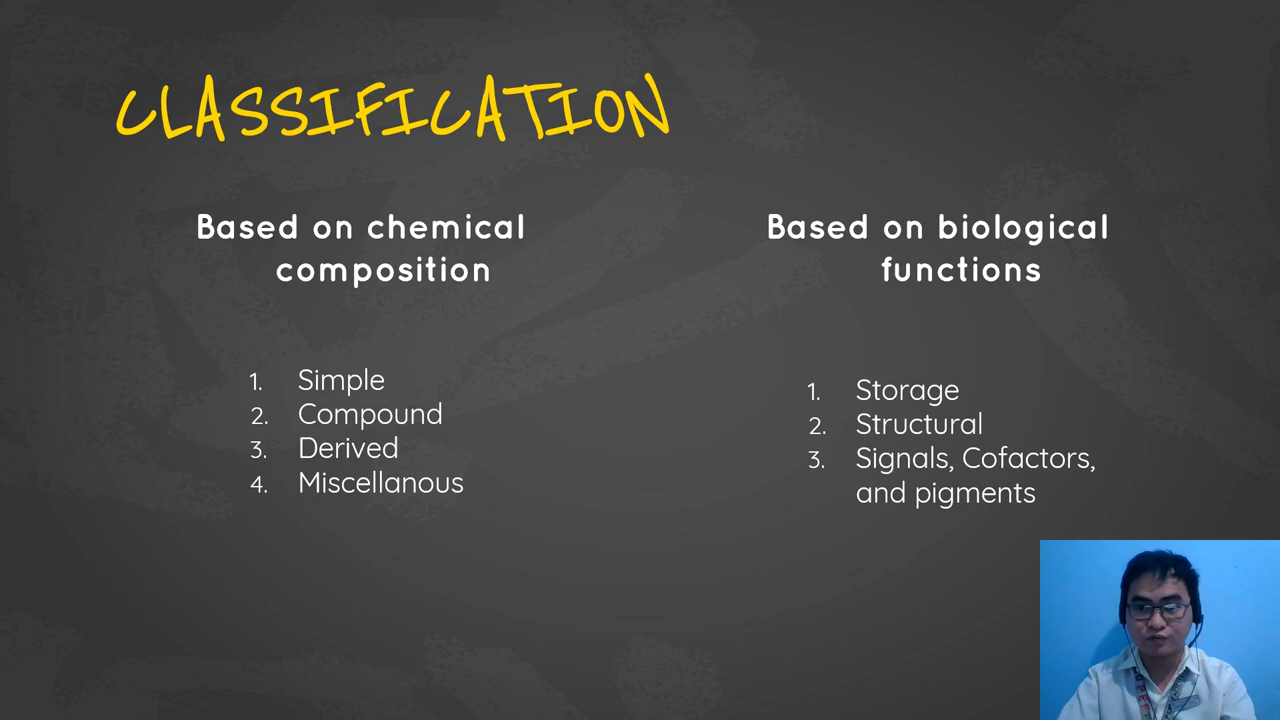 CLASSIFICATION
Based on chemical
composition
1. Simple
2. Compound
3. Derived
4. Miscellanous
Based on biological
functions
1. Storage
2. Structural
3. Signals, Cofactors,
and pigments